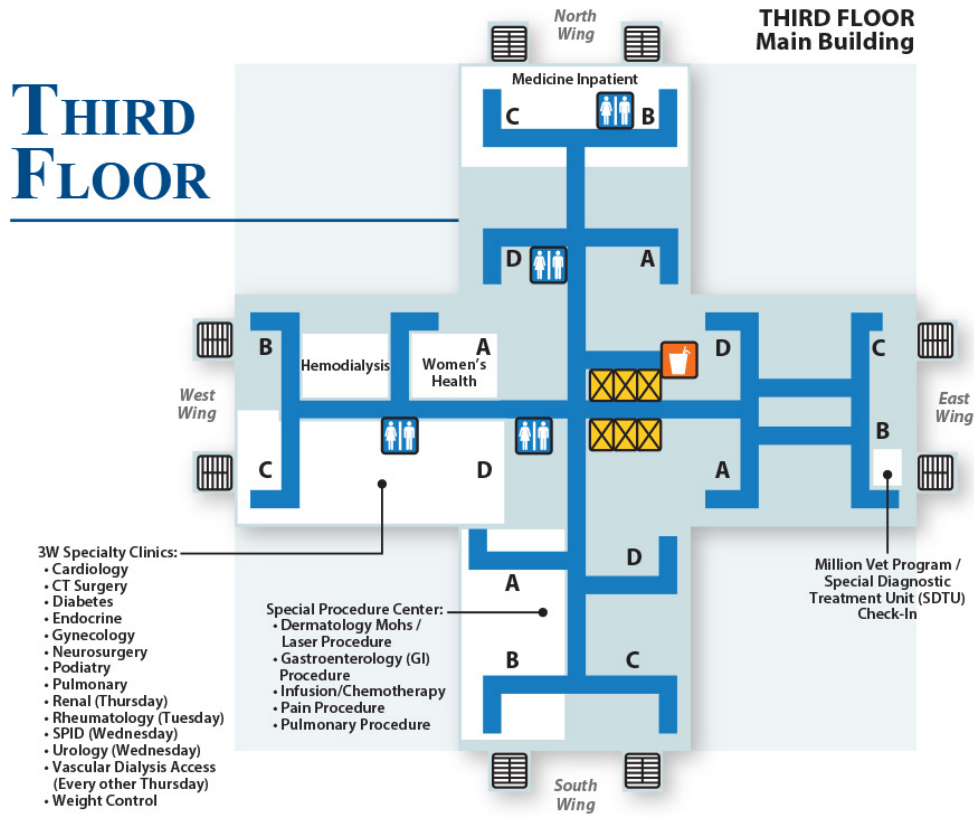 THIRD
FLOOR
THIRD FLOOR
Main Building
North
Wing
Medicine Inpatient
C
B
D
A
B
Hemodialysis
A
Women's
Health
D
C
West
Wing
East
Wing
C
D
A
B
A
D
B
C
3W Specialty Clinics:
• Cardiology
• CT Surgery
• Diabetes
• Endocrine
• Gynecology
• Neurosurgery
• Podiatry
• Pulmonary
• Renal (Thursday)
• Rheumatology (Tuesday)
• SPID (Wednesday)
• Urology (Wednesday)
• Vascular Dialysis Access
(Every other Thursday)
• Weight Control
Special Procedure Center:
• Dermatology Mohs /
Laser Procedure
• Gastroenterology (GI)
Procedure
• Infusion/Chemotherapy
• Pain Procedure
• Pulmonary Procedure
Million Vet Program /
Special Diagnostic
Treatment Unit (SDTU)
Check-In
South
Wing